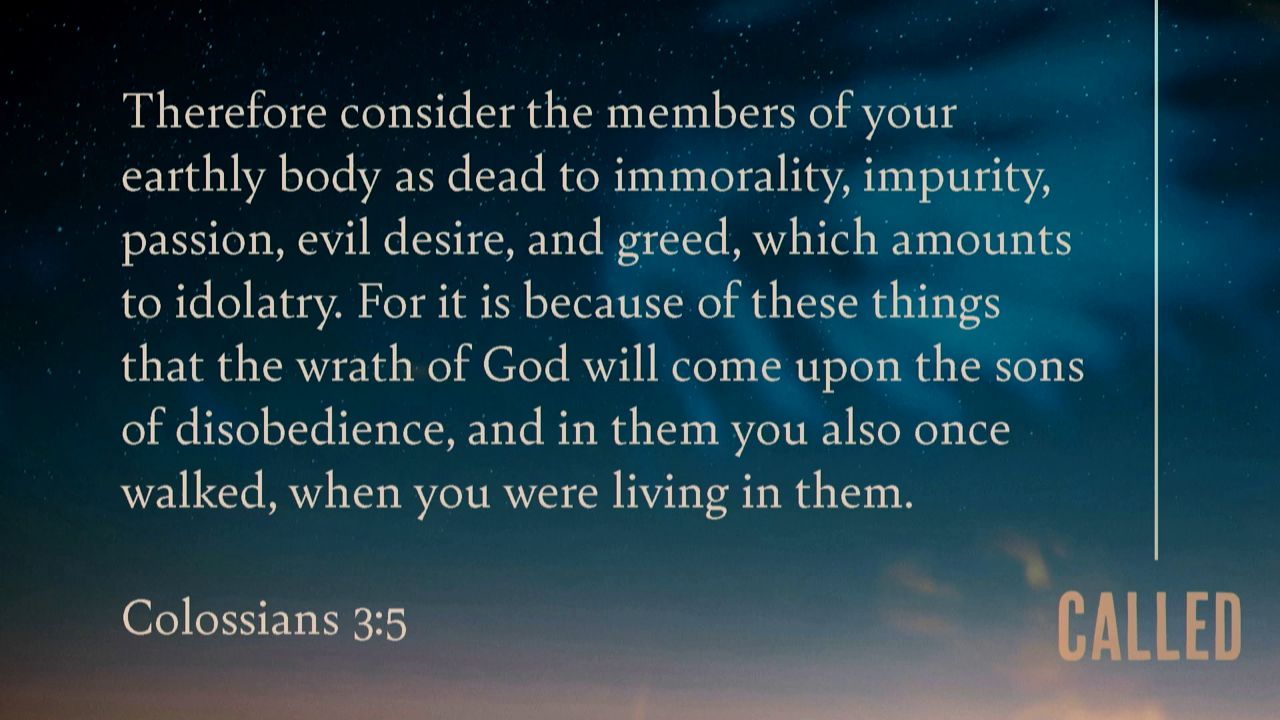 Therefore consider the members of your
earthly body as dead to immorality, impurity,
passion, evil desire, and greed, which amounts
to idolatry. For it is because of these things
that the wrath of God will come upon the sons
of disobedience, and in them you also once
walked, when you were living in them.
Colossians 3:5
CALLED